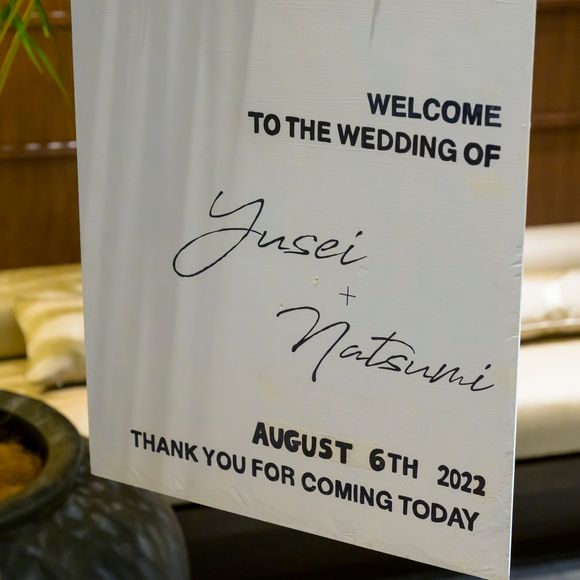 WELCOME
TO THE WEDDING OF
Yusei
+
Natsumi
AUGUST 6TH 2022
THANK YOU FOR COMING TODAY